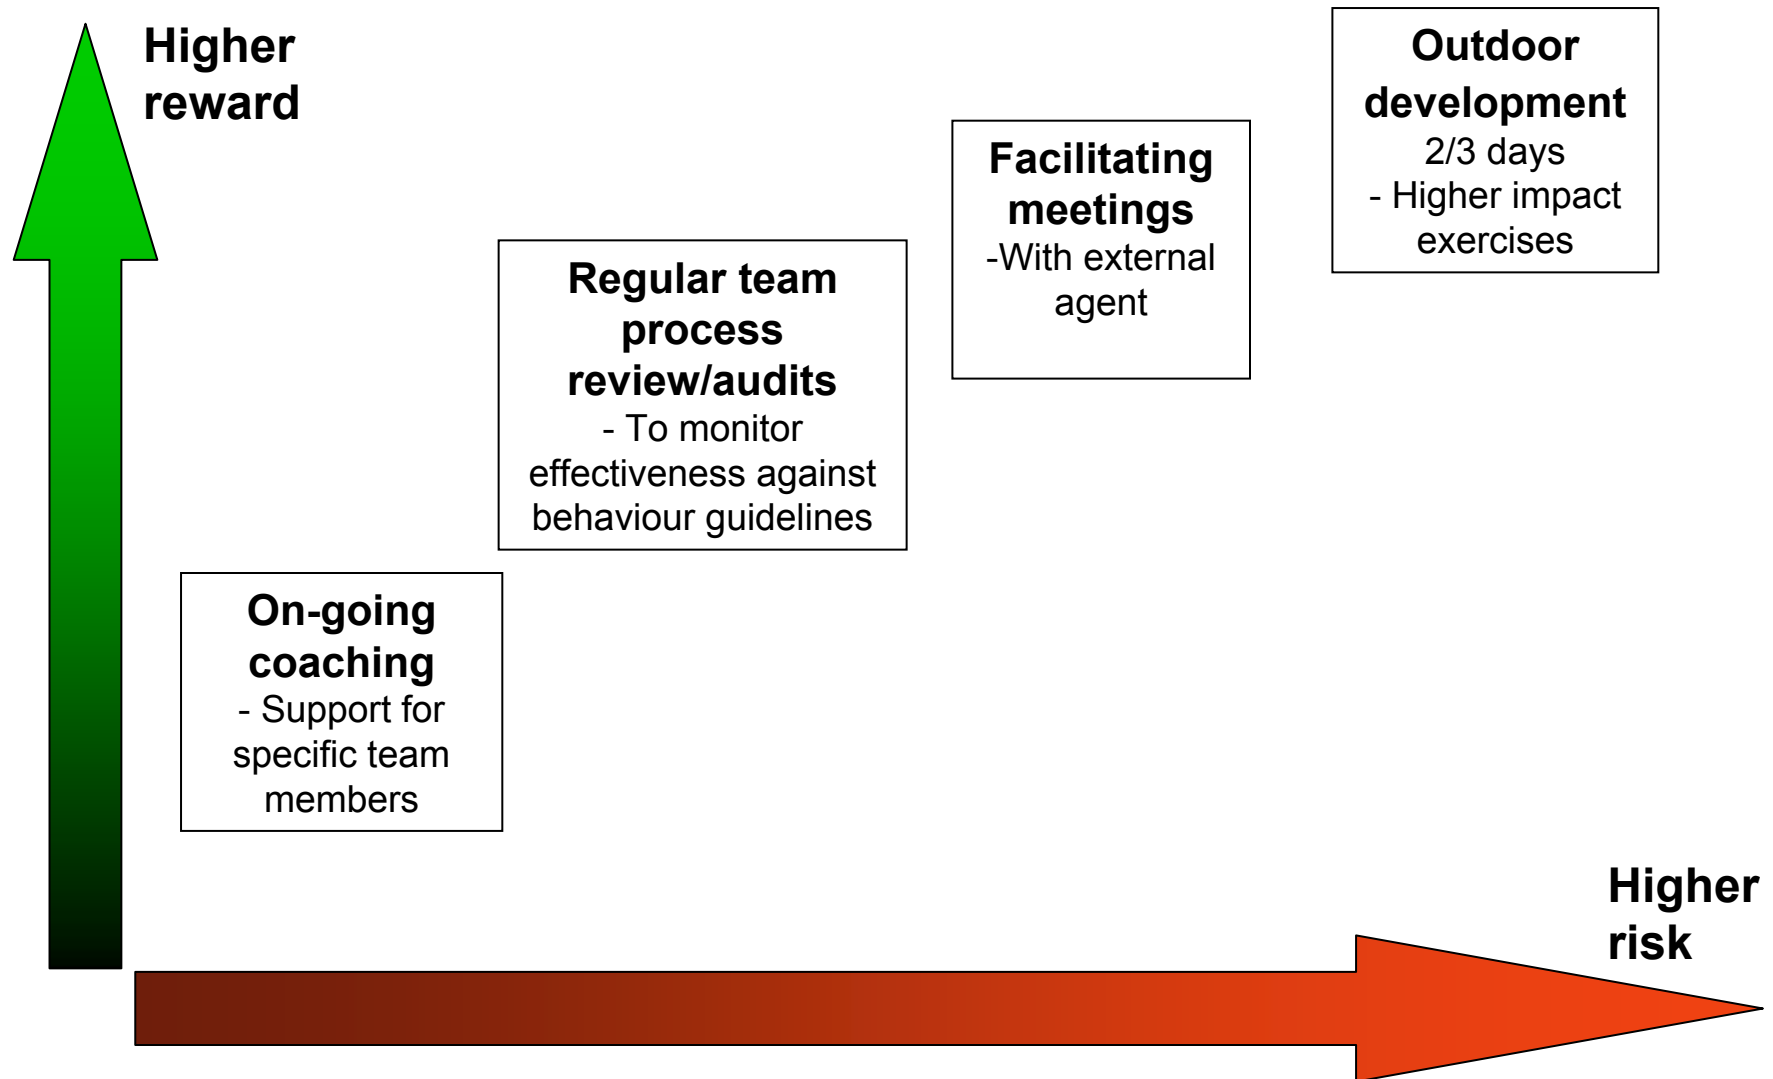 Higher
reward
Outdoor
development
2/3 days
- Higher impact
exercises
Facilitating
meetings
-With external
agent
Regular team
process
review/audits
- To monitor
effectiveness against
behaviour guidelines
On-going
coaching
- Support for
specific team
members
Higher
risk